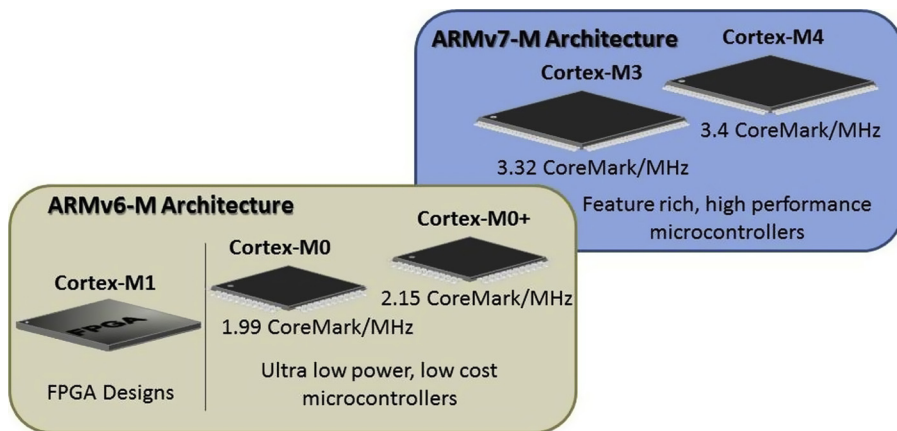 ARMv7-M Architecture
Cortex-M4
Cortex-M3
3.4 CoreMark/MHz
3.32 CoreMark/MHz
Feature rich, high performance
microcontrollers
ARMv6-M Architecture
Cortex-M0+
Cortex-M0
Cortex-M1
2.15 CoreMark/MHz
FPGA
1.99 CoreMark/MHz
FPGA Designs
Ultra low power, low cost
microcontrollers